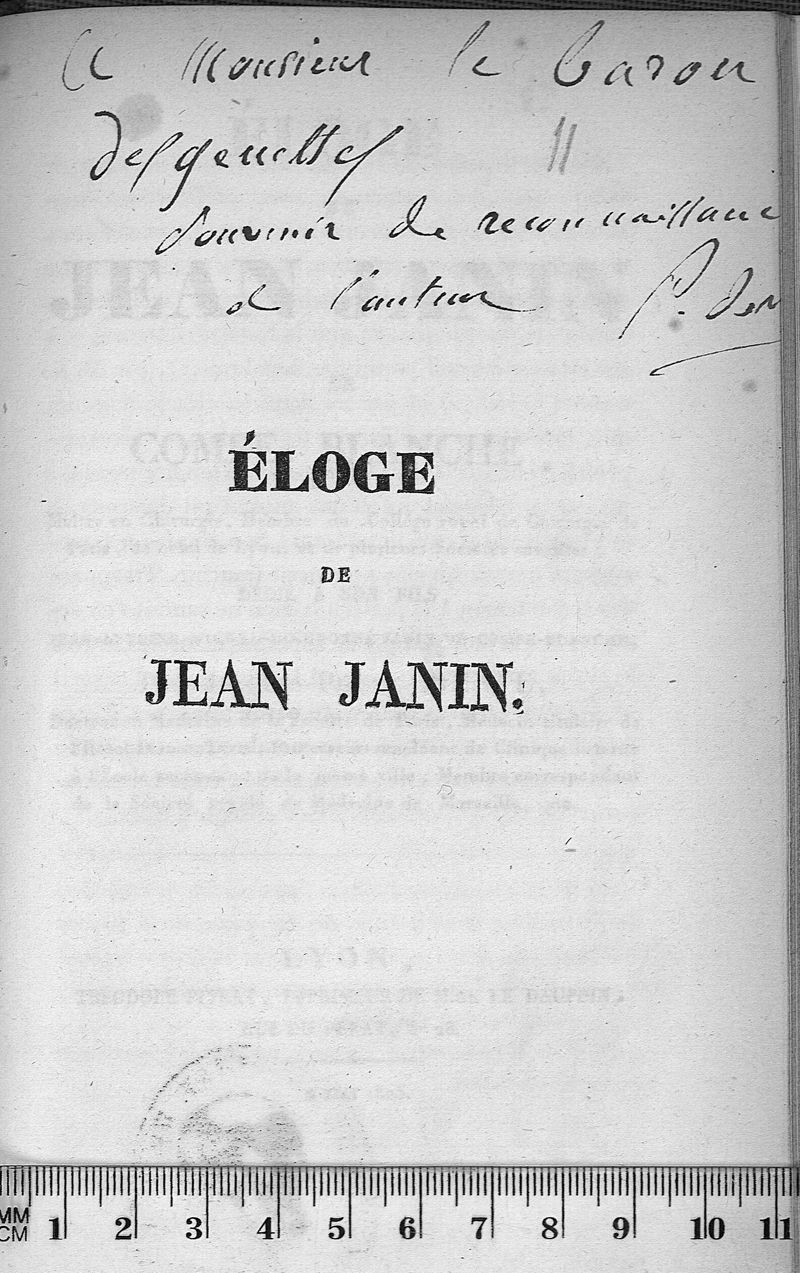 A Monsieur le Baron
desgenettes
Souvenir de reconnaissance
de l'auteur P.
ÉLOGE
DE
JEAN JANIN.
MM
CM 1 2 3 4 5 6 7 8 9 10 11